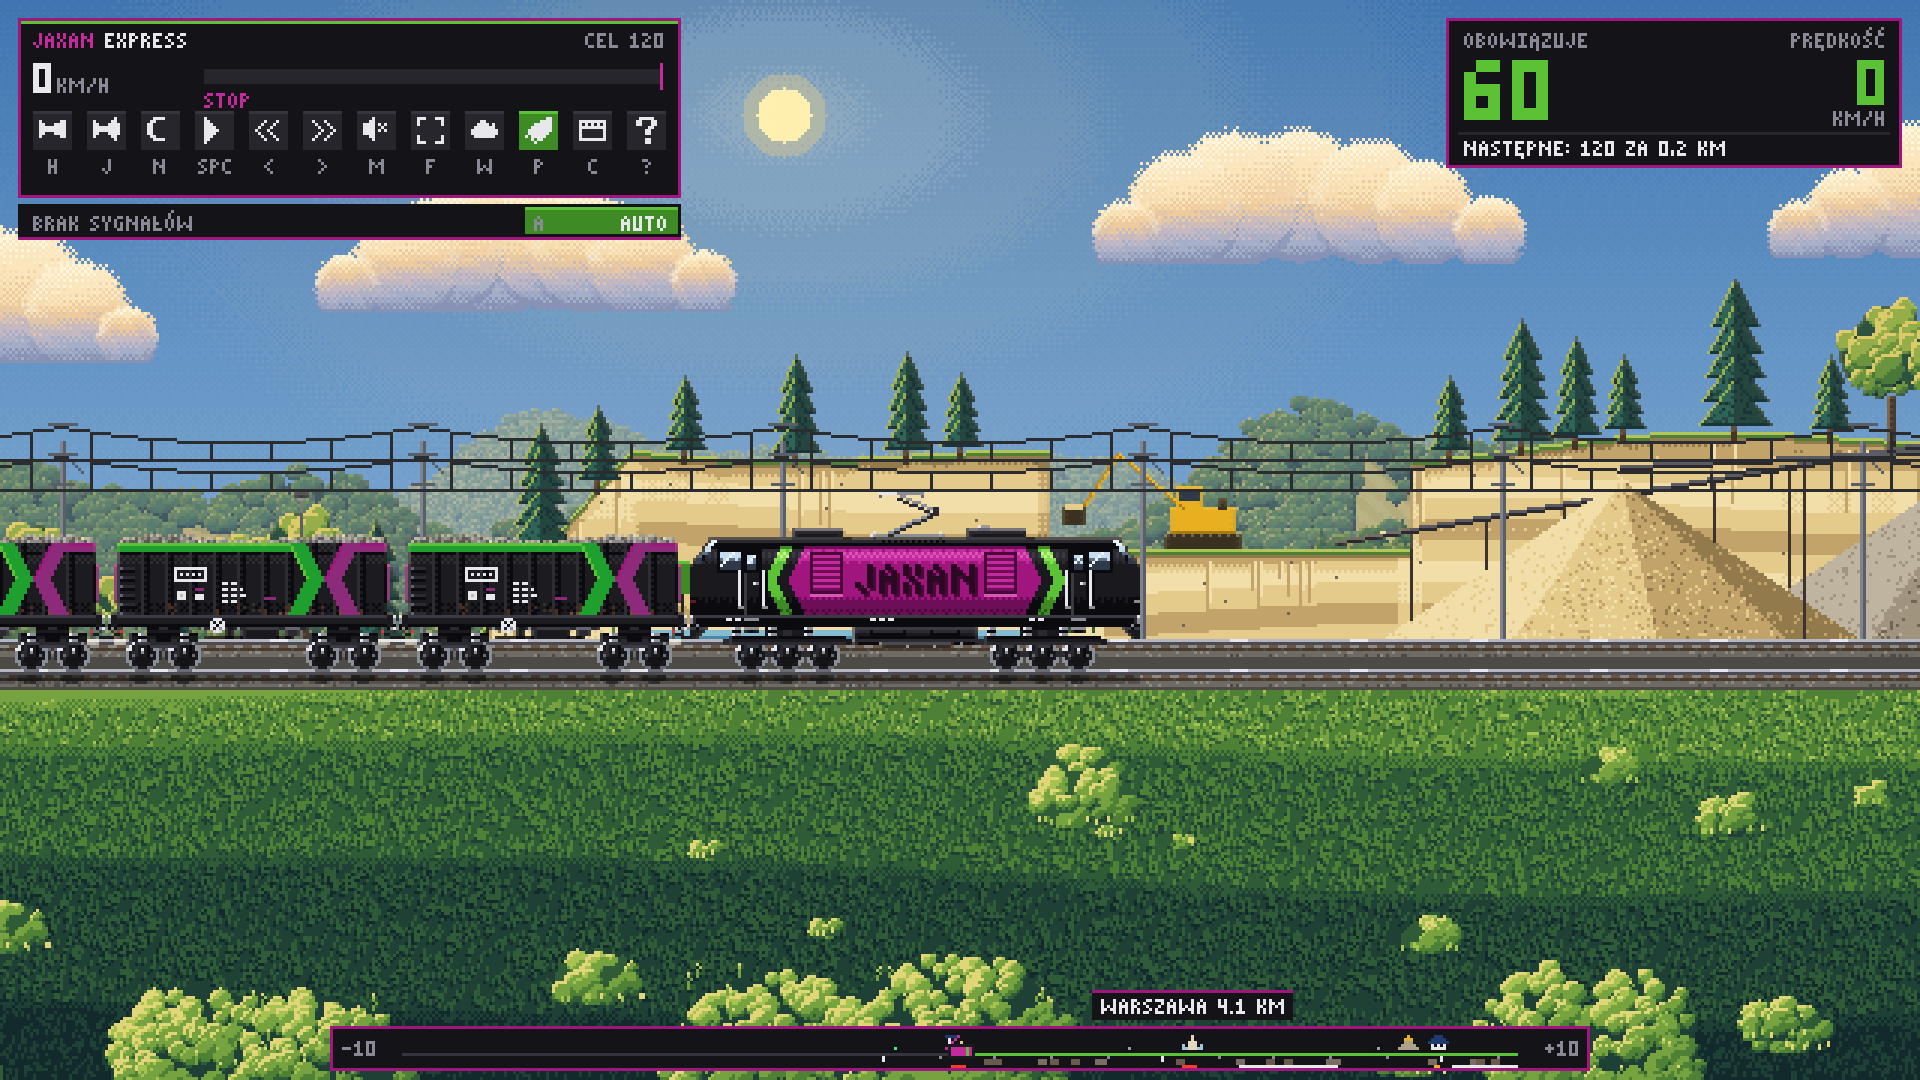 JAXAN EXPRESS
CEL 120
0 KM/H
STOP
H J N SPC < > M F W P C ?
BRAK SYGNAŁÓW
A AUTO
OBOWIĄZUJE
PRĘDKOŚĆ
60
0
KM/H
NASTĘPNE: 120 ZA 0.2 KM
JAXAN
WARSZAWA 4.1 KM
-10
+10